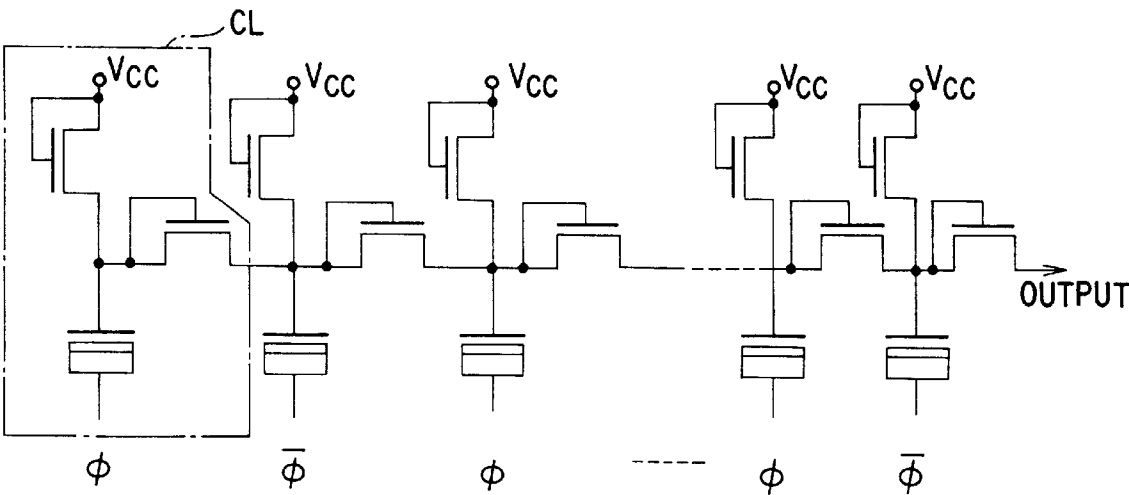 CL
VCC VCC VCC VCC VCC
OUTPUT
ϕ ϕ̅ ϕ ϕ ϕ̅